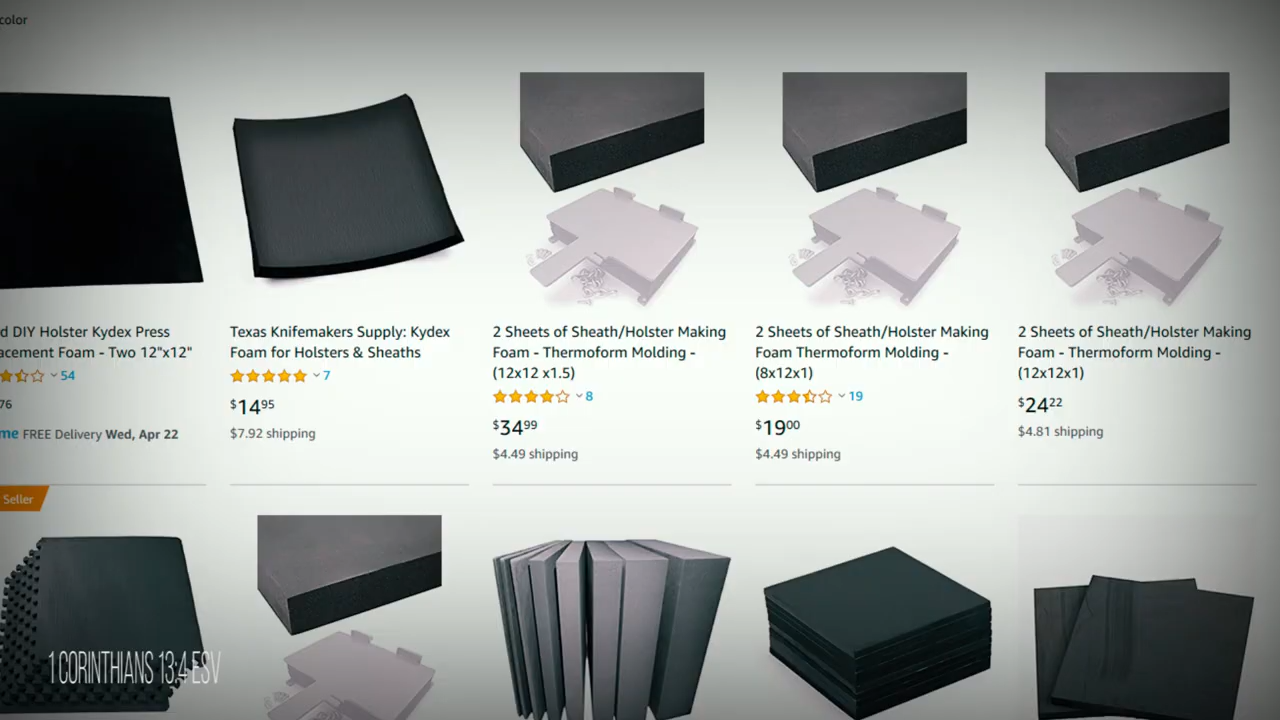 color
d DIY Holster Kydex Press
acement Foam - Two 12"x12"
54
76
me FREE Delivery Wed, Apr 22
Texas Knifemakers Supply: Kydex
Foam for Holsters & Sheaths
7
$14 95
$7.92 shipping
2 Sheets of Sheath/Holster Making
Foam - Thermoform Molding -
(12x12 x1.5)
8
$34 99
$4.49 shipping
2 Sheets of Sheath/Holster Making
Foam Thermoform Molding -
(8x12x1)
19
$19 00
$4.49 shipping
2 Sheets of Sheath/Holster Making
Foam - Thermoform Molding -
(12x12x1)
$24 22
$4.81 shipping
Seller
1 CORINTHIANS 13:4 ESV